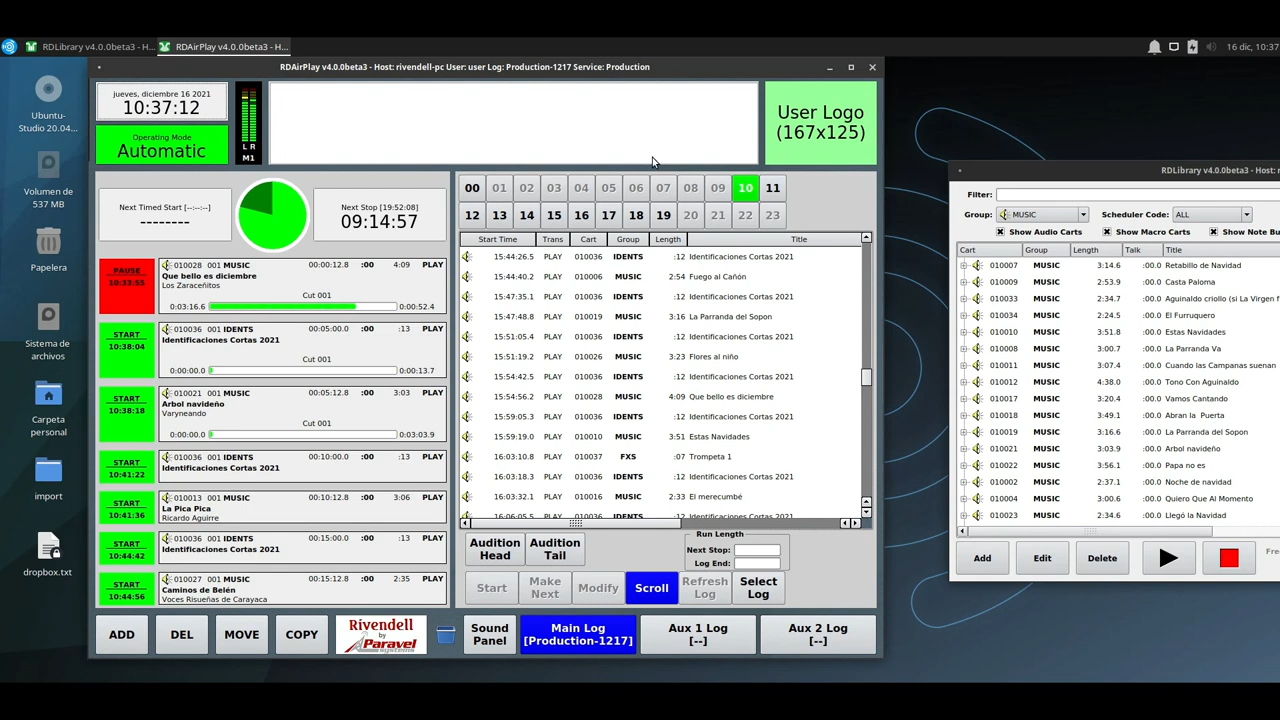 RDLibrary v4.0.0beta3 - H...
RDAirPlay v4.0.0beta3 - H...
16 dic, 10:37
Ubuntu-
Studio 20.04...
Volumen de
537 MB
Papelera
Sistema de
archivos
Carpeta
personal
import
dropbox.txt
RDAirPlay v4.0.0beta3 - Host: rivendell-pc User: user Log: Production-1217 Service: Production
jueves, diciembre 16 2021
10:37:12
Operating Mode
Automatic
L R
M1
User Logo
(167x125)
Next Timed Start [--:--:--]
--------
Next Stop [19:52:08]
09:14:57
PAUSE
10:33:55
010028 001 MUSIC 00:00:12.8 :00 4:09 PLAY
Que bello es diciembre
Los Zaraceñitos
Cut 001
0:03:16.6 0:00:52.4
START
10:38:04
010036 001 IDENTS 00:05:00.0 :00 :13 PLAY
Identificaciones Cortas 2021
Cut 001
0:00:00.0 0:00:13.7
START
10:38:18
010021 001 MUSIC 00:05:12.8 :00 3:03 PLAY
Arbol navideño
Varyneando
Cut 001
0:00:00.0 0:03:03.9
START
10:41:22
010036 001 IDENTS 00:10:00.0 :00 :13 PLAY
Identificaciones Cortas 2021
START
10:41:36
010013 001 MUSIC 00:10:12.8 :00 3:06 PLAY
La Pica Pica
Ricardo Aguirre
START
10:44:42
010036 001 IDENTS 00:15:00.0 :00 :13 PLAY
Identificaciones Cortas 2021
START
10:44:56
010027 001 MUSIC 00:15:12.8 :00 2:35 PLAY
Caminos de Belén
Voces Risueñas de Carayaca
00 01 02 03 04 05 06 07 08 09 10 11
12 13 14 15 16 17 18 19 20 21 22 23
Start Time Trans Cart Group Length Title
15:44:26.5 PLAY 010036 IDENTS :12 Identificaciones Cortas 2021
15:44:40.2 PLAY 010006 MUSIC 2:54 Fuego al Cañón
15:47:35.1 PLAY 010036 IDENTS :12 Identificaciones Cortas 2021
15:47:48.8 PLAY 010019 MUSIC 3:16 La Parranda del Sopon
15:51:05.4 PLAY 010036 IDENTS :12 Identificaciones Cortas 2021
15:51:19.2 PLAY 010026 MUSIC 3:23 Flores al niño
15:54:42.5 PLAY 010036 IDENTS :12 Identificaciones Cortas 2021
15:54:56.2 PLAY 010028 MUSIC 4:09 Que bello es diciembre
15:59:05.3 PLAY 010036 IDENTS :12 Identificaciones Cortas 2021
15:59:19.0 PLAY 010010 MUSIC 3:51 Estas Navidades
16:03:10.8 PLAY 010037 FXS :07 Trompeta 1
16:03:18.3 PLAY 010036 IDENTS :12 Identificaciones Cortas 2021
16:03:32.1 PLAY 010016 MUSIC 2:33 El merecumbé
16:06:05.5 PLAY 010036 IDENTS :12 Identificaciones Cortas 2021
Audition
Head
Audition
Tail
Run Length
Next Stop:
Log End:
Start
Make
Next
Modify
Scroll
Refresh
Log
Select
Log
ADD
DEL
MOVE
COPY
Rivendell
by
Paravel
systems
Sound
Panel
Main Log
[Production-1217]
Aux 1 Log
[--]
Aux 2 Log
[--]
RDLibrary v4.0.0beta3 - Host: r
Filter:
Group: MUSIC Scheduler Code: ALL
Show Audio Carts Show Macro Carts Show Note Bu
Cart Group Length Talk Title
010007 MUSIC 3:14.6 :00.0 Retabillo de Navidad
010009 MUSIC 2:53.9 :00.0 Casta Paloma
010033 MUSIC 2:34.7 :00.0 Aguinaldo criollo (si La Virgen f
010034 MUSIC 2:24.5 :00.0 El Furruquero
010010 MUSIC 3:51.8 :00.0 Estas Navidades
010008 MUSIC 3:00.7 :00.0 La Parranda Va
010011 MUSIC 3:07.4 :00.0 Cuando las Campanas suenan
010012 MUSIC 4:38.0 :00.0 Tono Con Aguinaldo
010017 MUSIC 3:20.4 :00.0 Vamos Cantando
010018 MUSIC 3:49.1 :00.0 Abran la Puerta
010019 MUSIC 3:16.6 :00.0 La Parranda del Sopon
010021 MUSIC 3:03.9 :00.0 Arbol navideño
010022 MUSIC 3:56.1 :00.0 Papa no es
010002 MUSIC 2:37.1 :00.0 Noche de navidad
010004 MUSIC 3:00.6 :00.0 Quiero Que Al Momento
010023 MUSIC 2:34.6 :00.0 Llegó la Navidad
Add
Edit
Delete
Fre